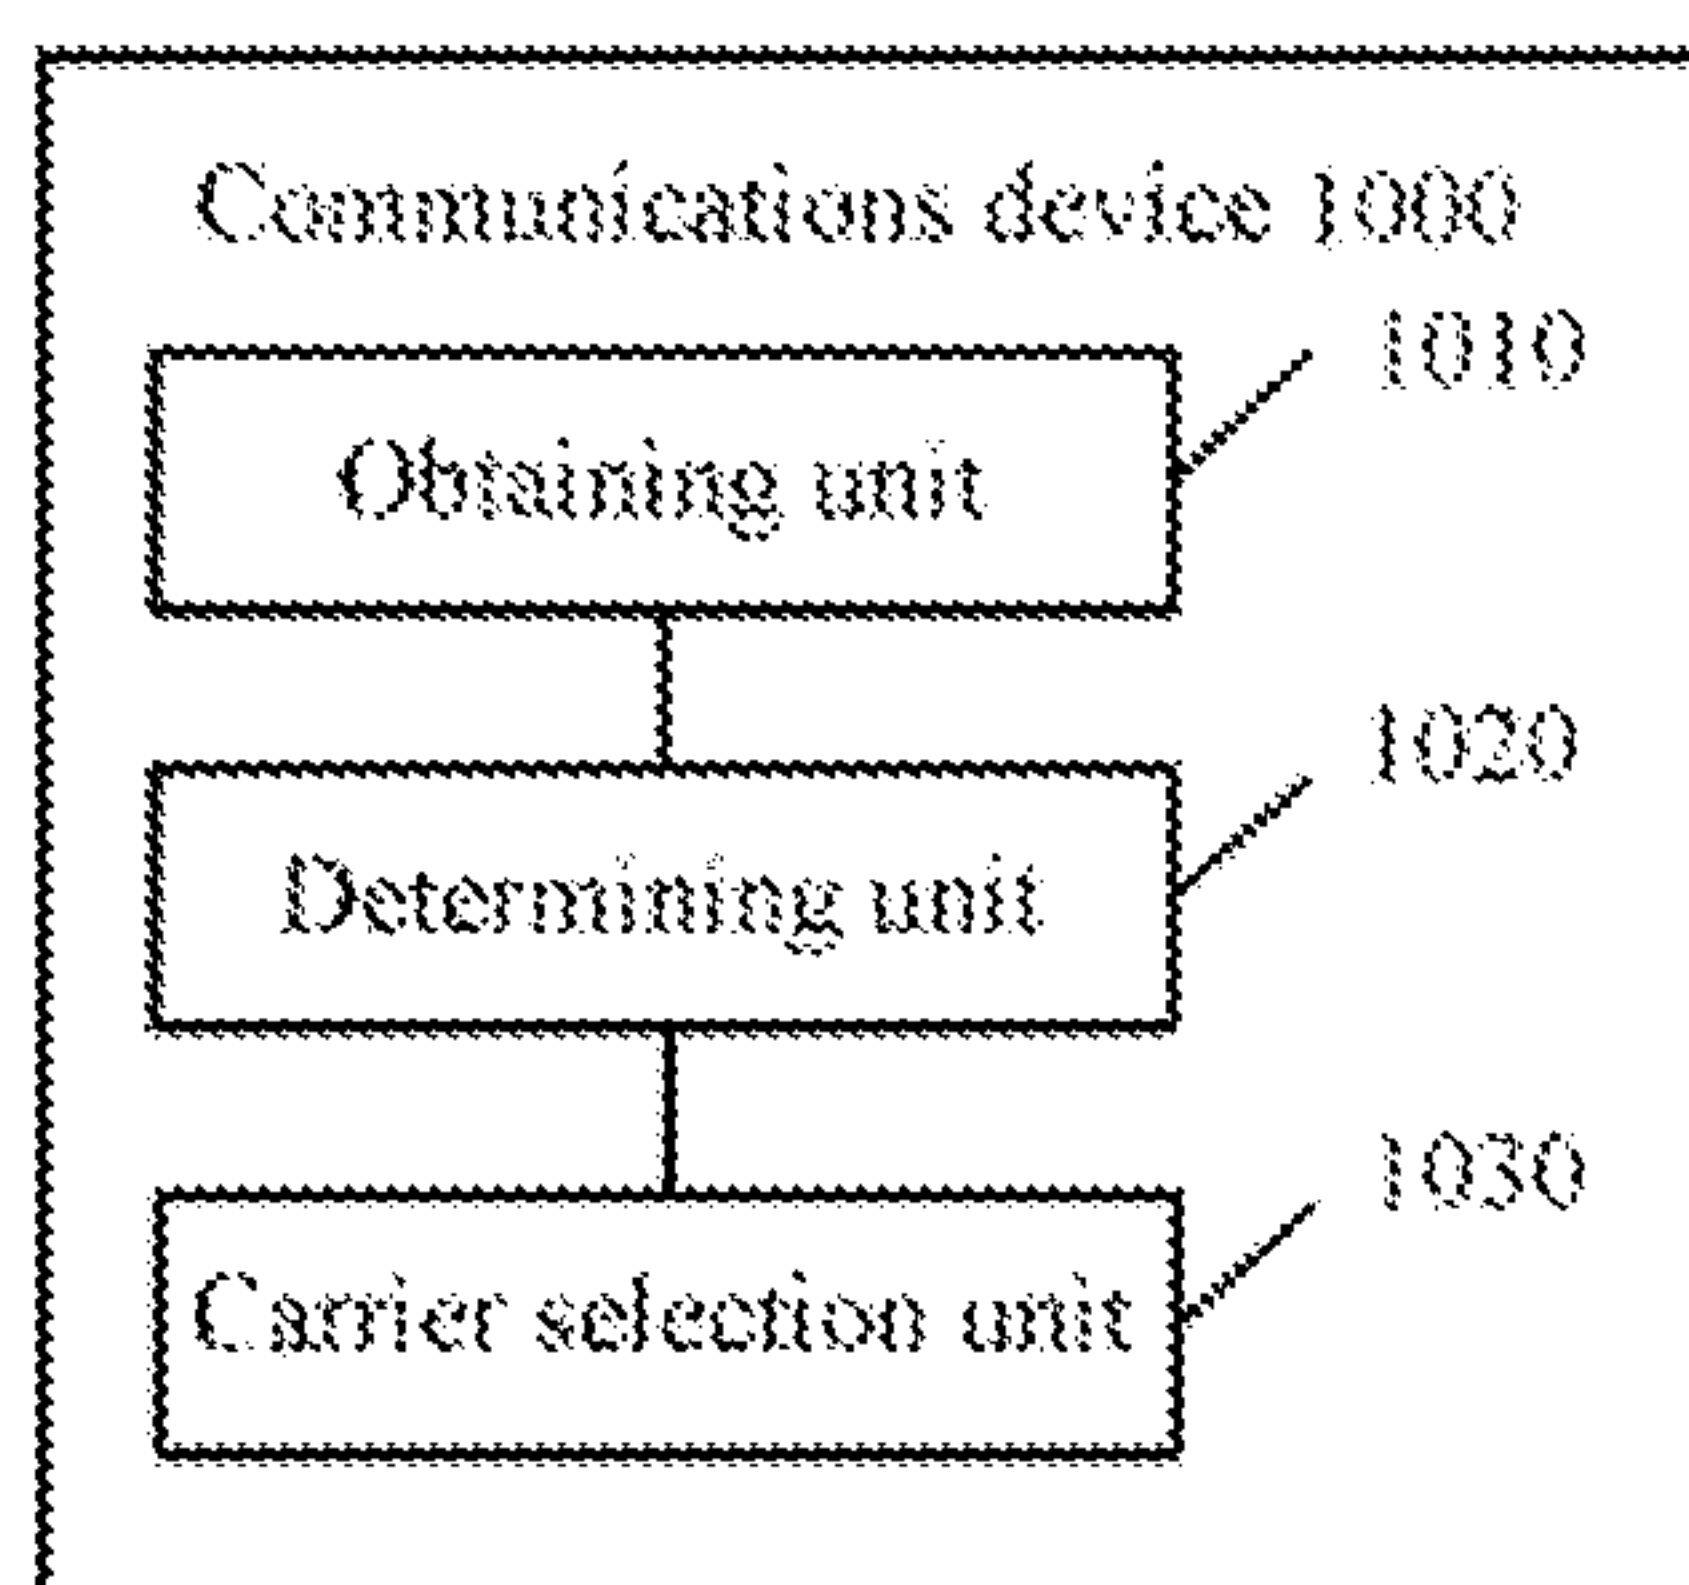 Communications device 1000
1010
Obtaining unit
1020
Determining unit
1030
Carrier selection unit